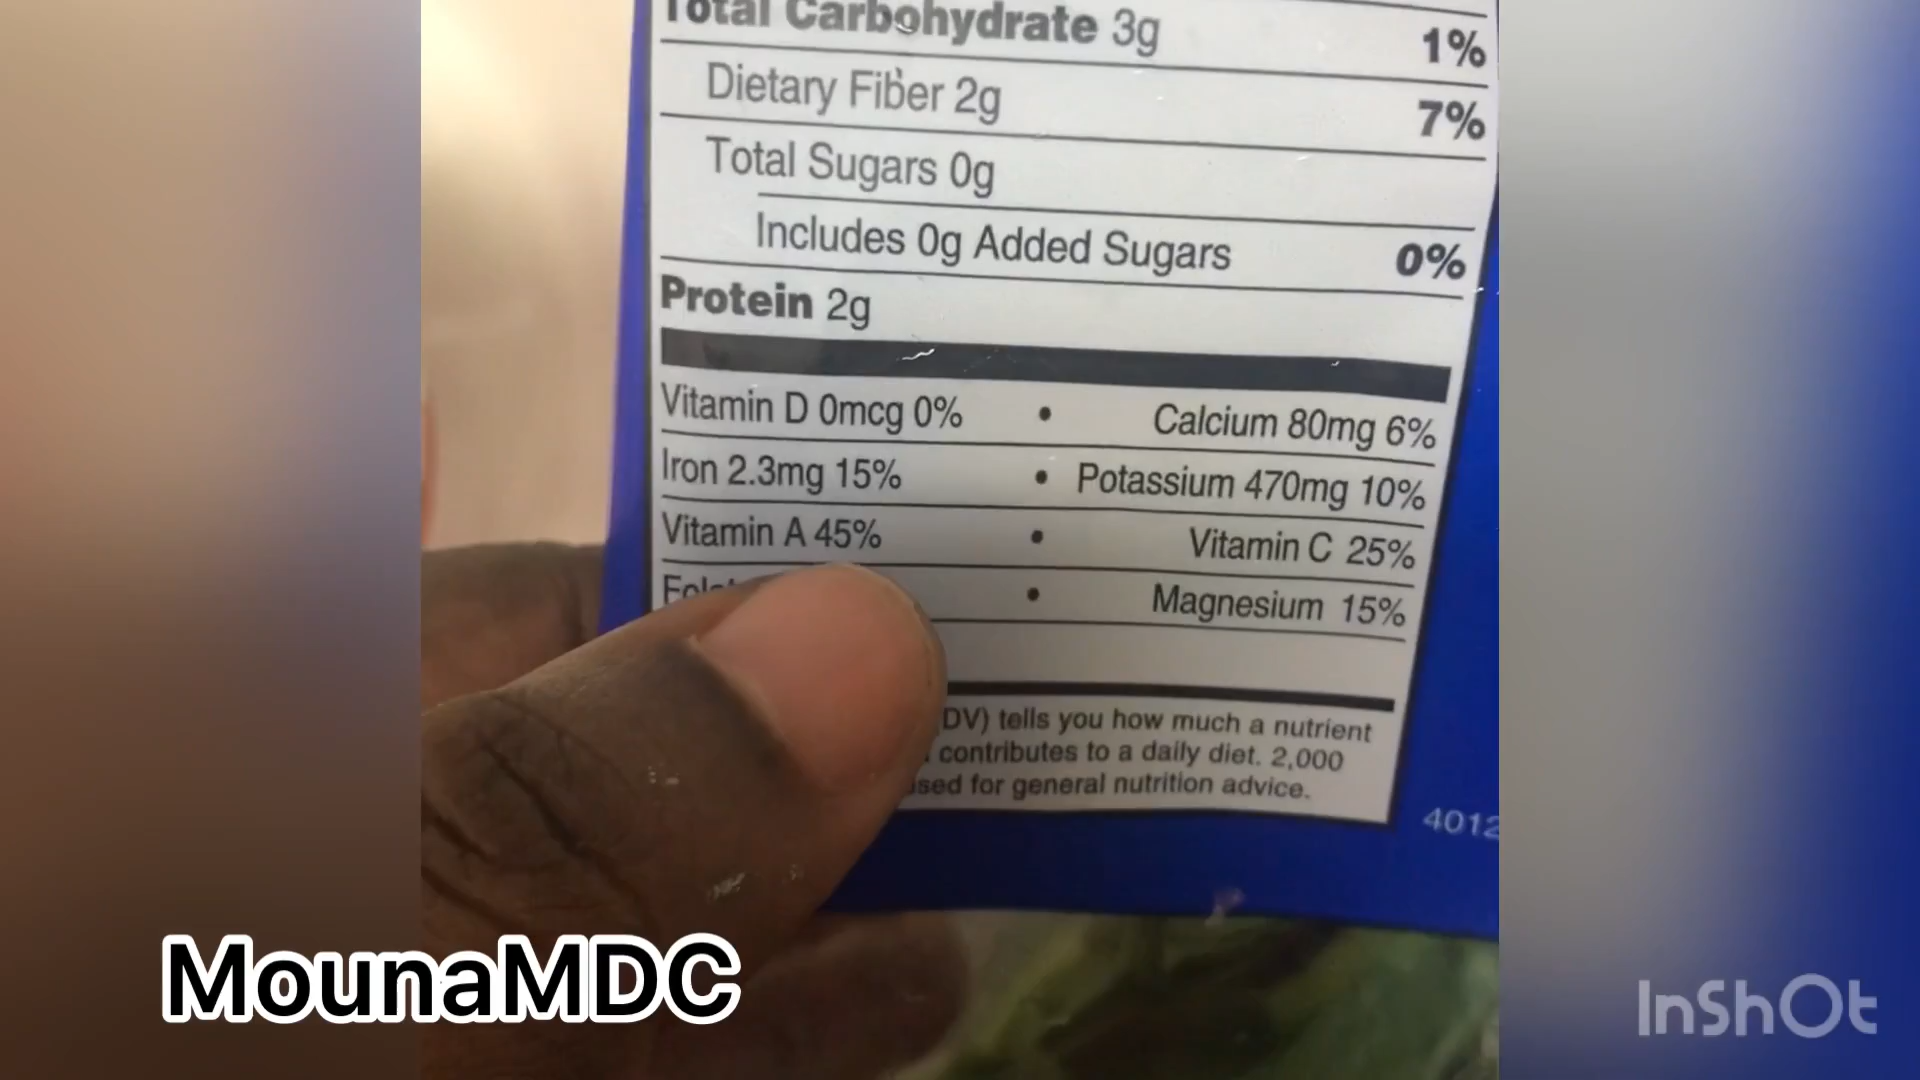 Total Carbohydrate 3g 1%
Dietary Fiber 2g 7%
Total Sugars 0g
Includes 0g Added Sugars 0%
Protein 2g
Vitamin D 0mcg 0% • Calcium 80mg 6%
Iron 2.3mg 15% • Potassium 470mg 10%
Vitamin A 45% • Vitamin C 25%
• Magnesium 15%
DV) tells you how much a nutrient
contributes to a daily diet. 2,000
for general nutrition advice.
4012
MounaMDC
InShOt